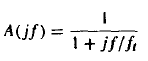 A(jf) = 1 / (1 + jf/f_t)